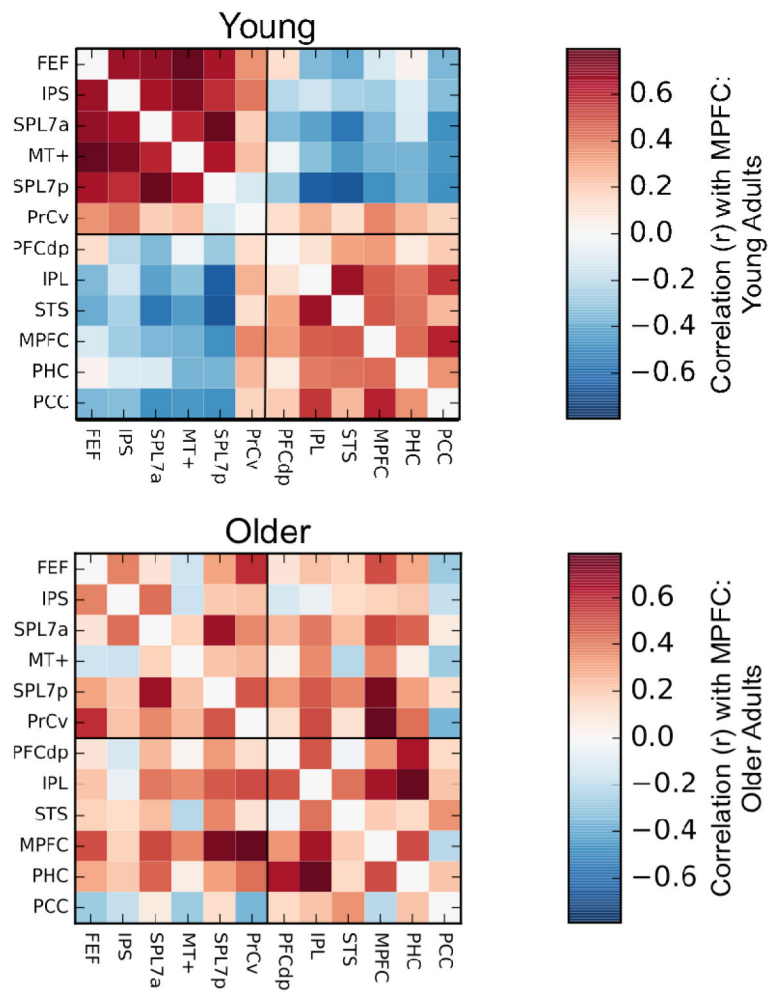 Young
FEF
IPS
SPL7a
MT+
SPL7p
PrCv
PFCdp
IPL
STS
MPFC
PHC
PCC
FEF
IPS
SPL7a
MT+
SPL7p
PrCv
PFCdp
IPL
STS
MPFC
PHC
PCC
0.6
0.4
0.2
0.0
−0.2
−0.4
−0.6
Correlation (r) with MPFC:
Young Adults
Older
FEF
IPS
SPL7a
MT+
SPL7p
PrCv
PFCdp
IPL
STS
MPFC
PHC
PCC
FEF
IPS
SPL7a
MT+
SPL7p
PrCv
PFCdp
IPL
STS
MPFC
PHC
PCC
0.6
0.4
0.2
0.0
−0.2
−0.4
−0.6
Correlation (r) with MPFC:
Older Adults